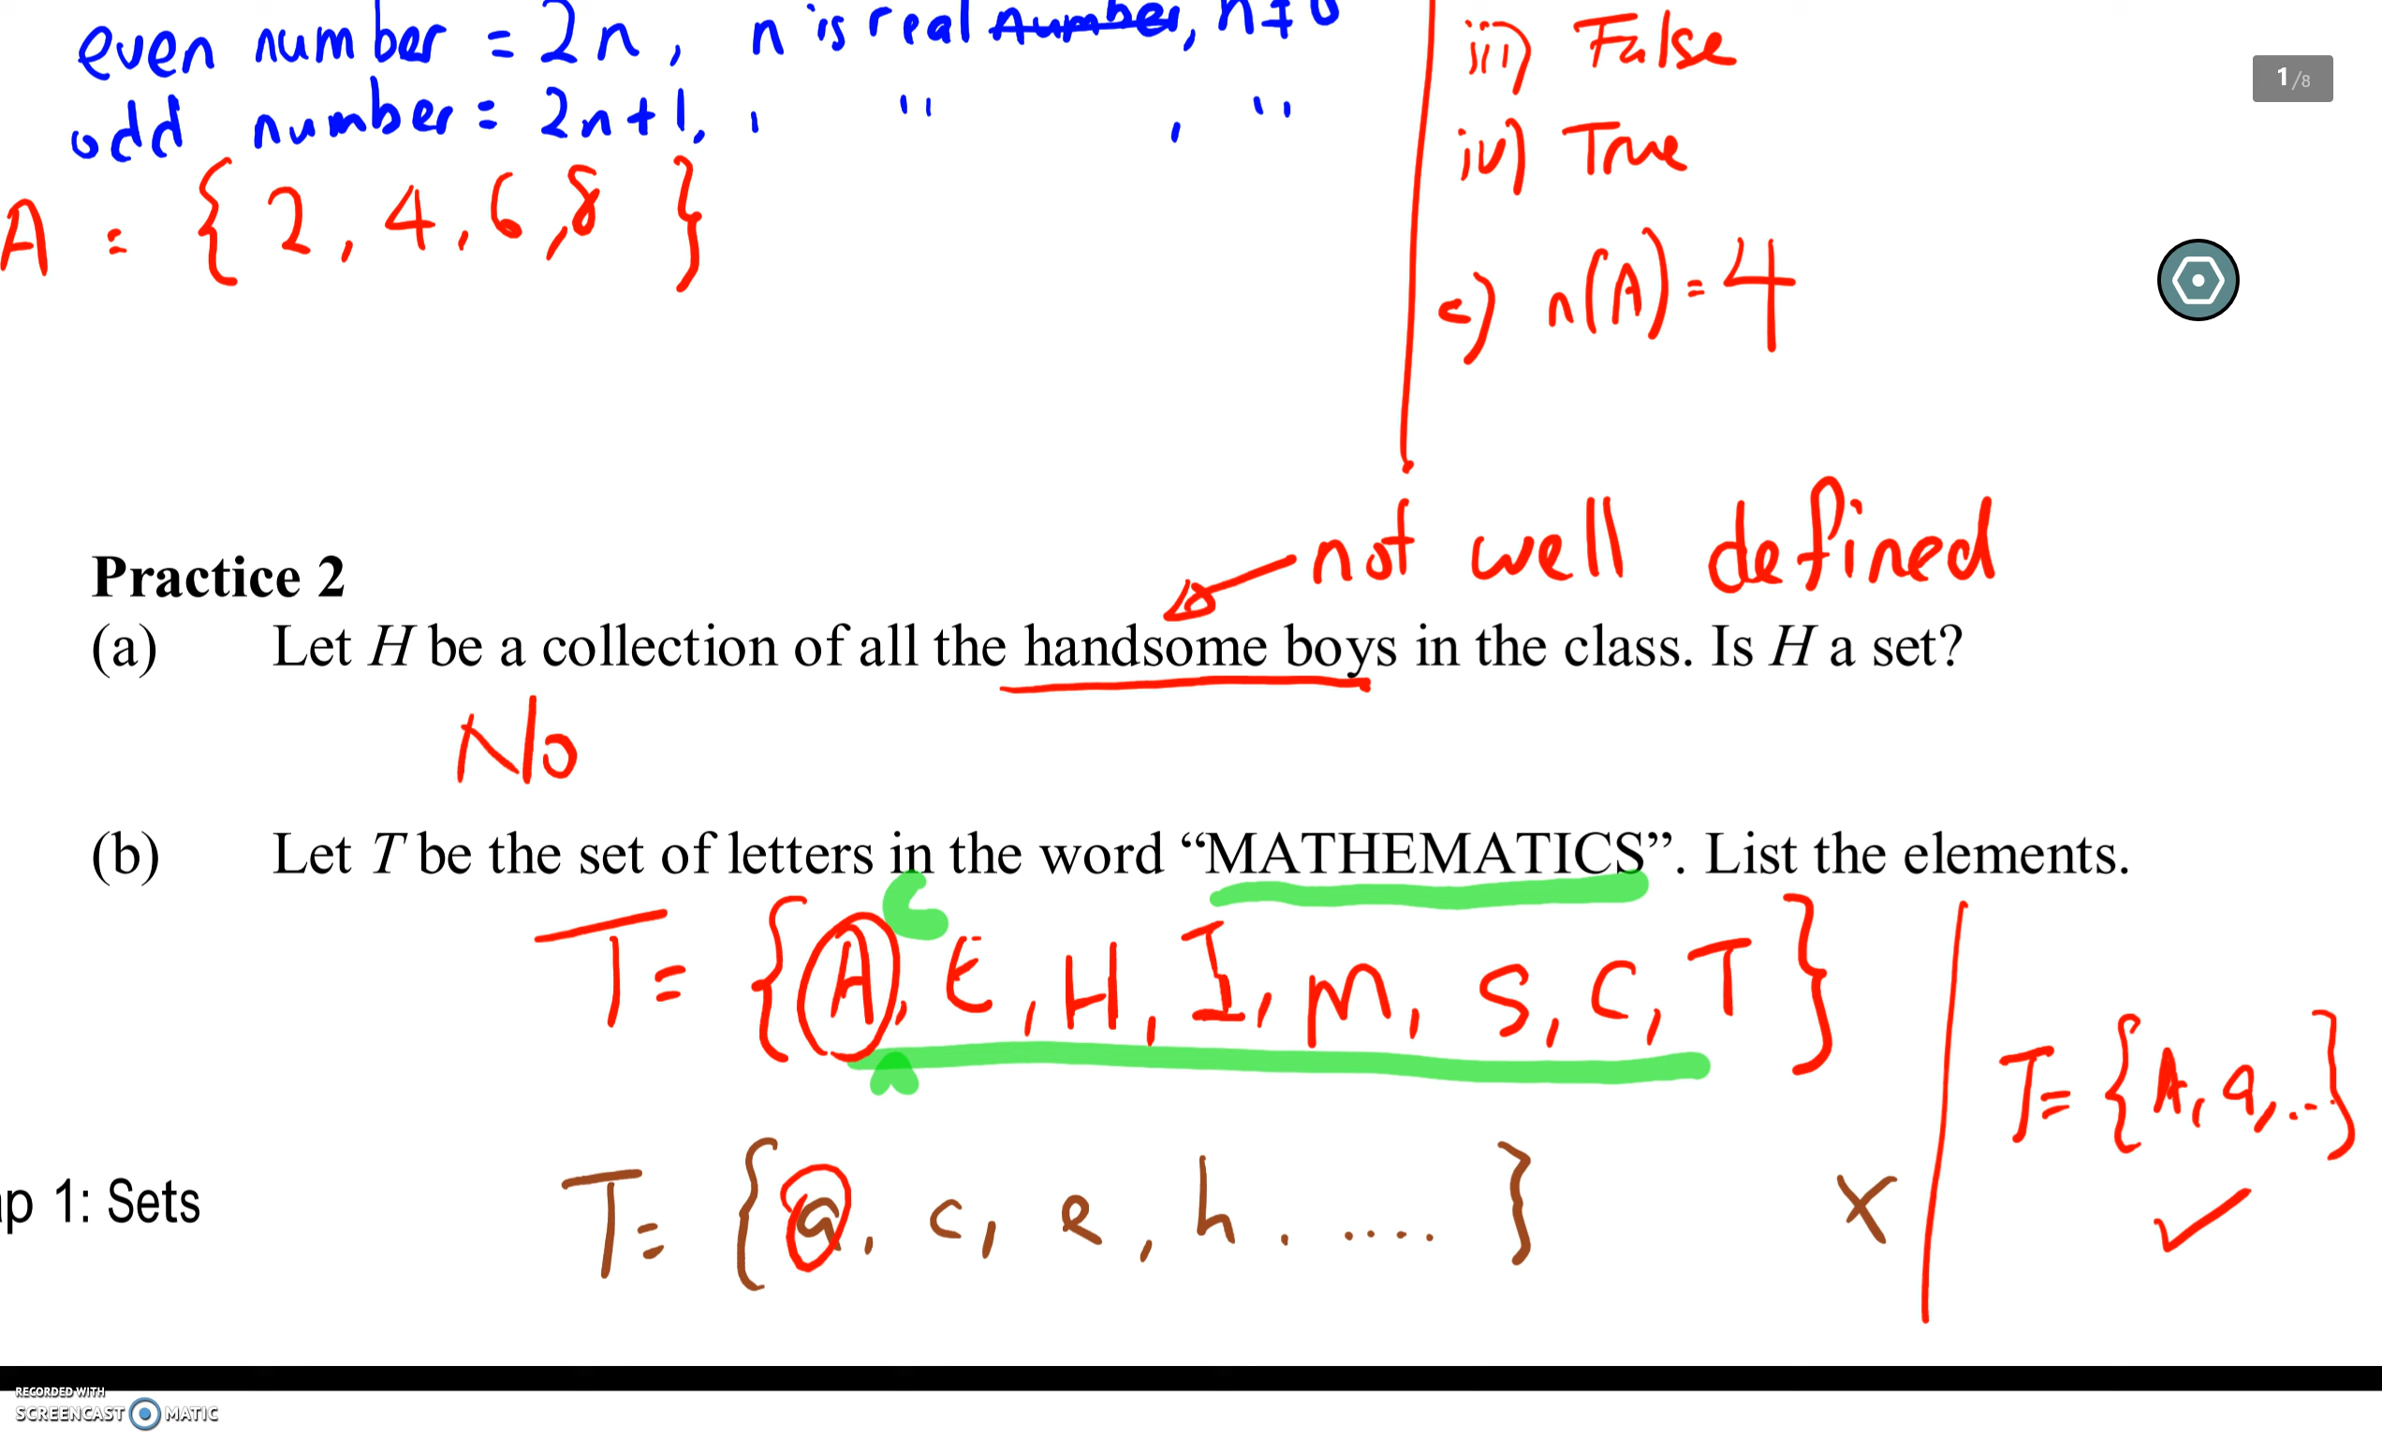 even number = 2n, n is real number, n ≠ 0
odd number = 2n+1, , " , "
A = { 2, 4, 6, 8 }
iii) False
iv) True
c) n(A) = 4
1/8
not well defined
Practice 2
(a) Let H be a collection of all the handsome boys in the class. Is H a set?
No
(b) Let T be the set of letters in the word “MATHEMATICS”. List the elements.
T = { A, E, H, I, M, S, C, T }
C
T = { A, a, ... }
✓
p 1: Sets
T = { a, c, e, h, .... } ×
RECORDED WITH
SCREENCAST MATIC